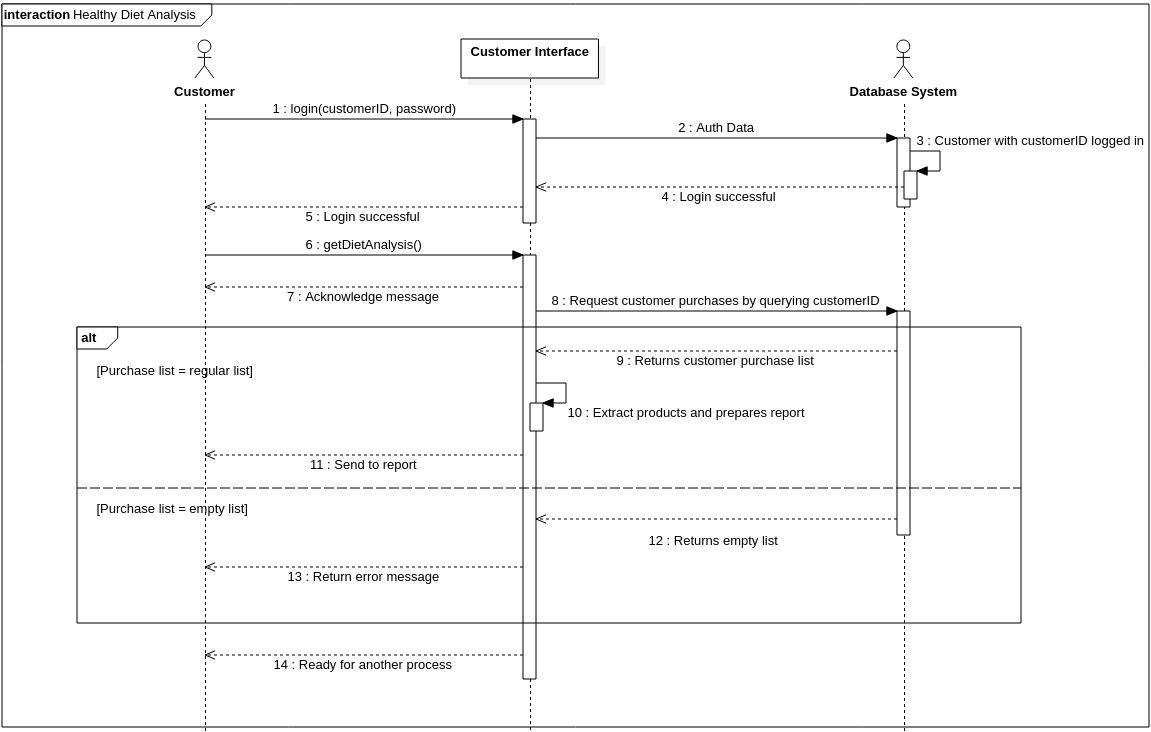 interaction Healthy Diet Analysis
Customer Interface
Customer
Database System
1 : login(customerID, password)
2 : Auth Data
3 : Customer with customerID logged in
4 : Login successful
5 : Login successful
6 : getDietAnalysis()
7 : Acknowledge message
8 : Request customer purchases by querying customerID
alt
9 : Returns customer purchase list
[Purchase list = regular list]
10 : Extract products and prepares report
11 : Send to report
[Purchase list = empty list]
12 : Returns empty list
13 : Return error message
14 : Ready for another process